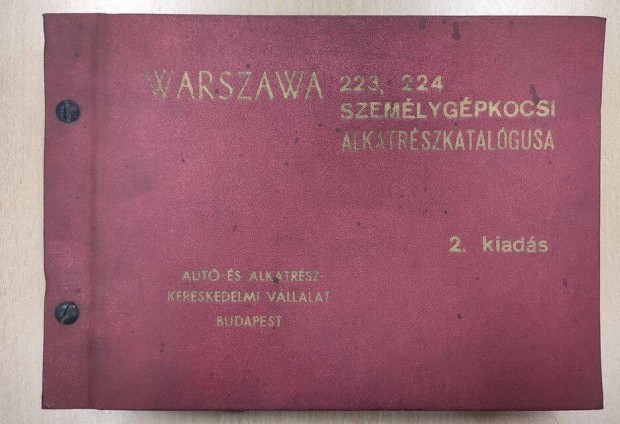 WARSZAWA 223, 224
SZEMÉLYGÉPKOCSI
ALKATRÉSZKATALÓGUSA
2. kiadás
AUTÓ-ÉS ALKATRÉSZ-
KERESKEDELMI VÁLLALAT
BUDAPEST